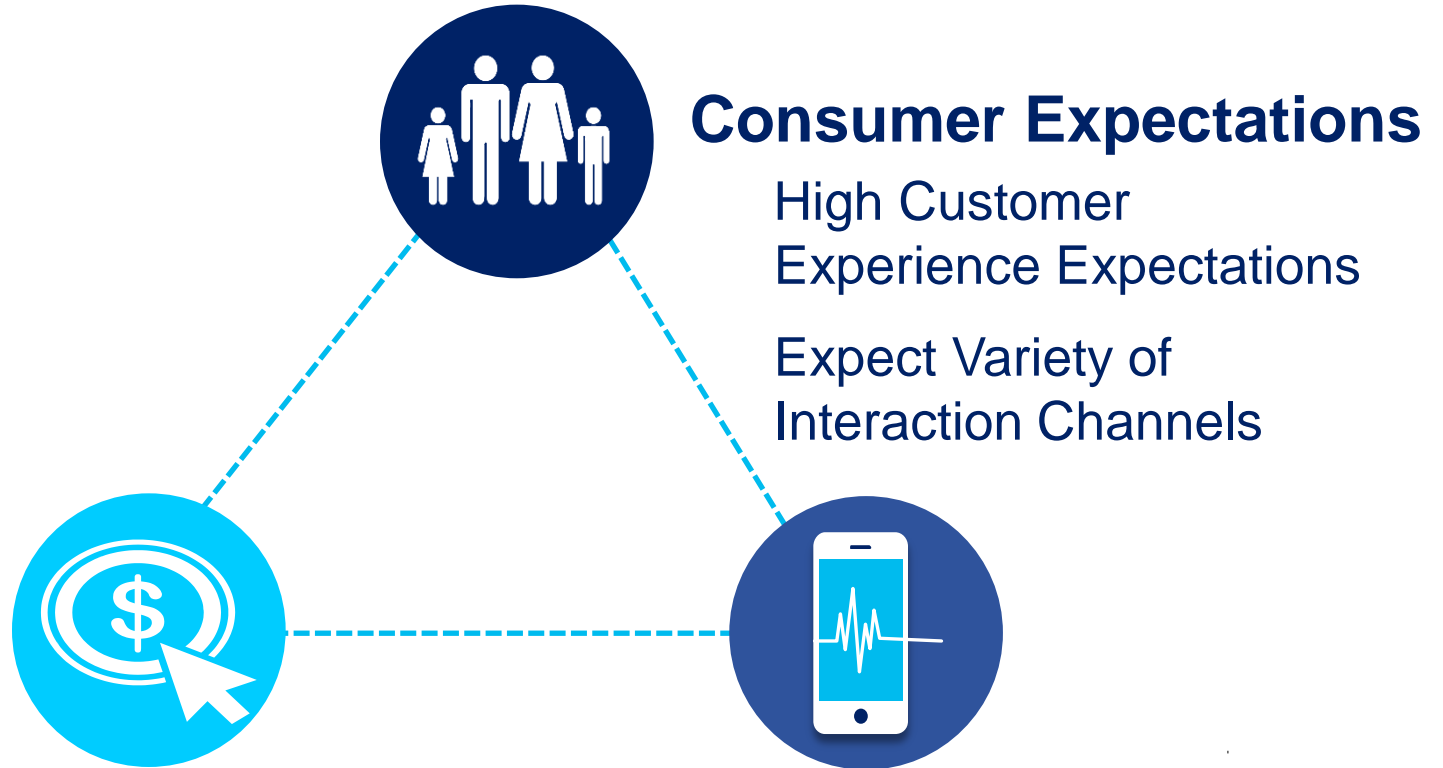 Consumer Expectations
High Customer
Experience Expectations
Expect Variety of
Interaction Channels
$